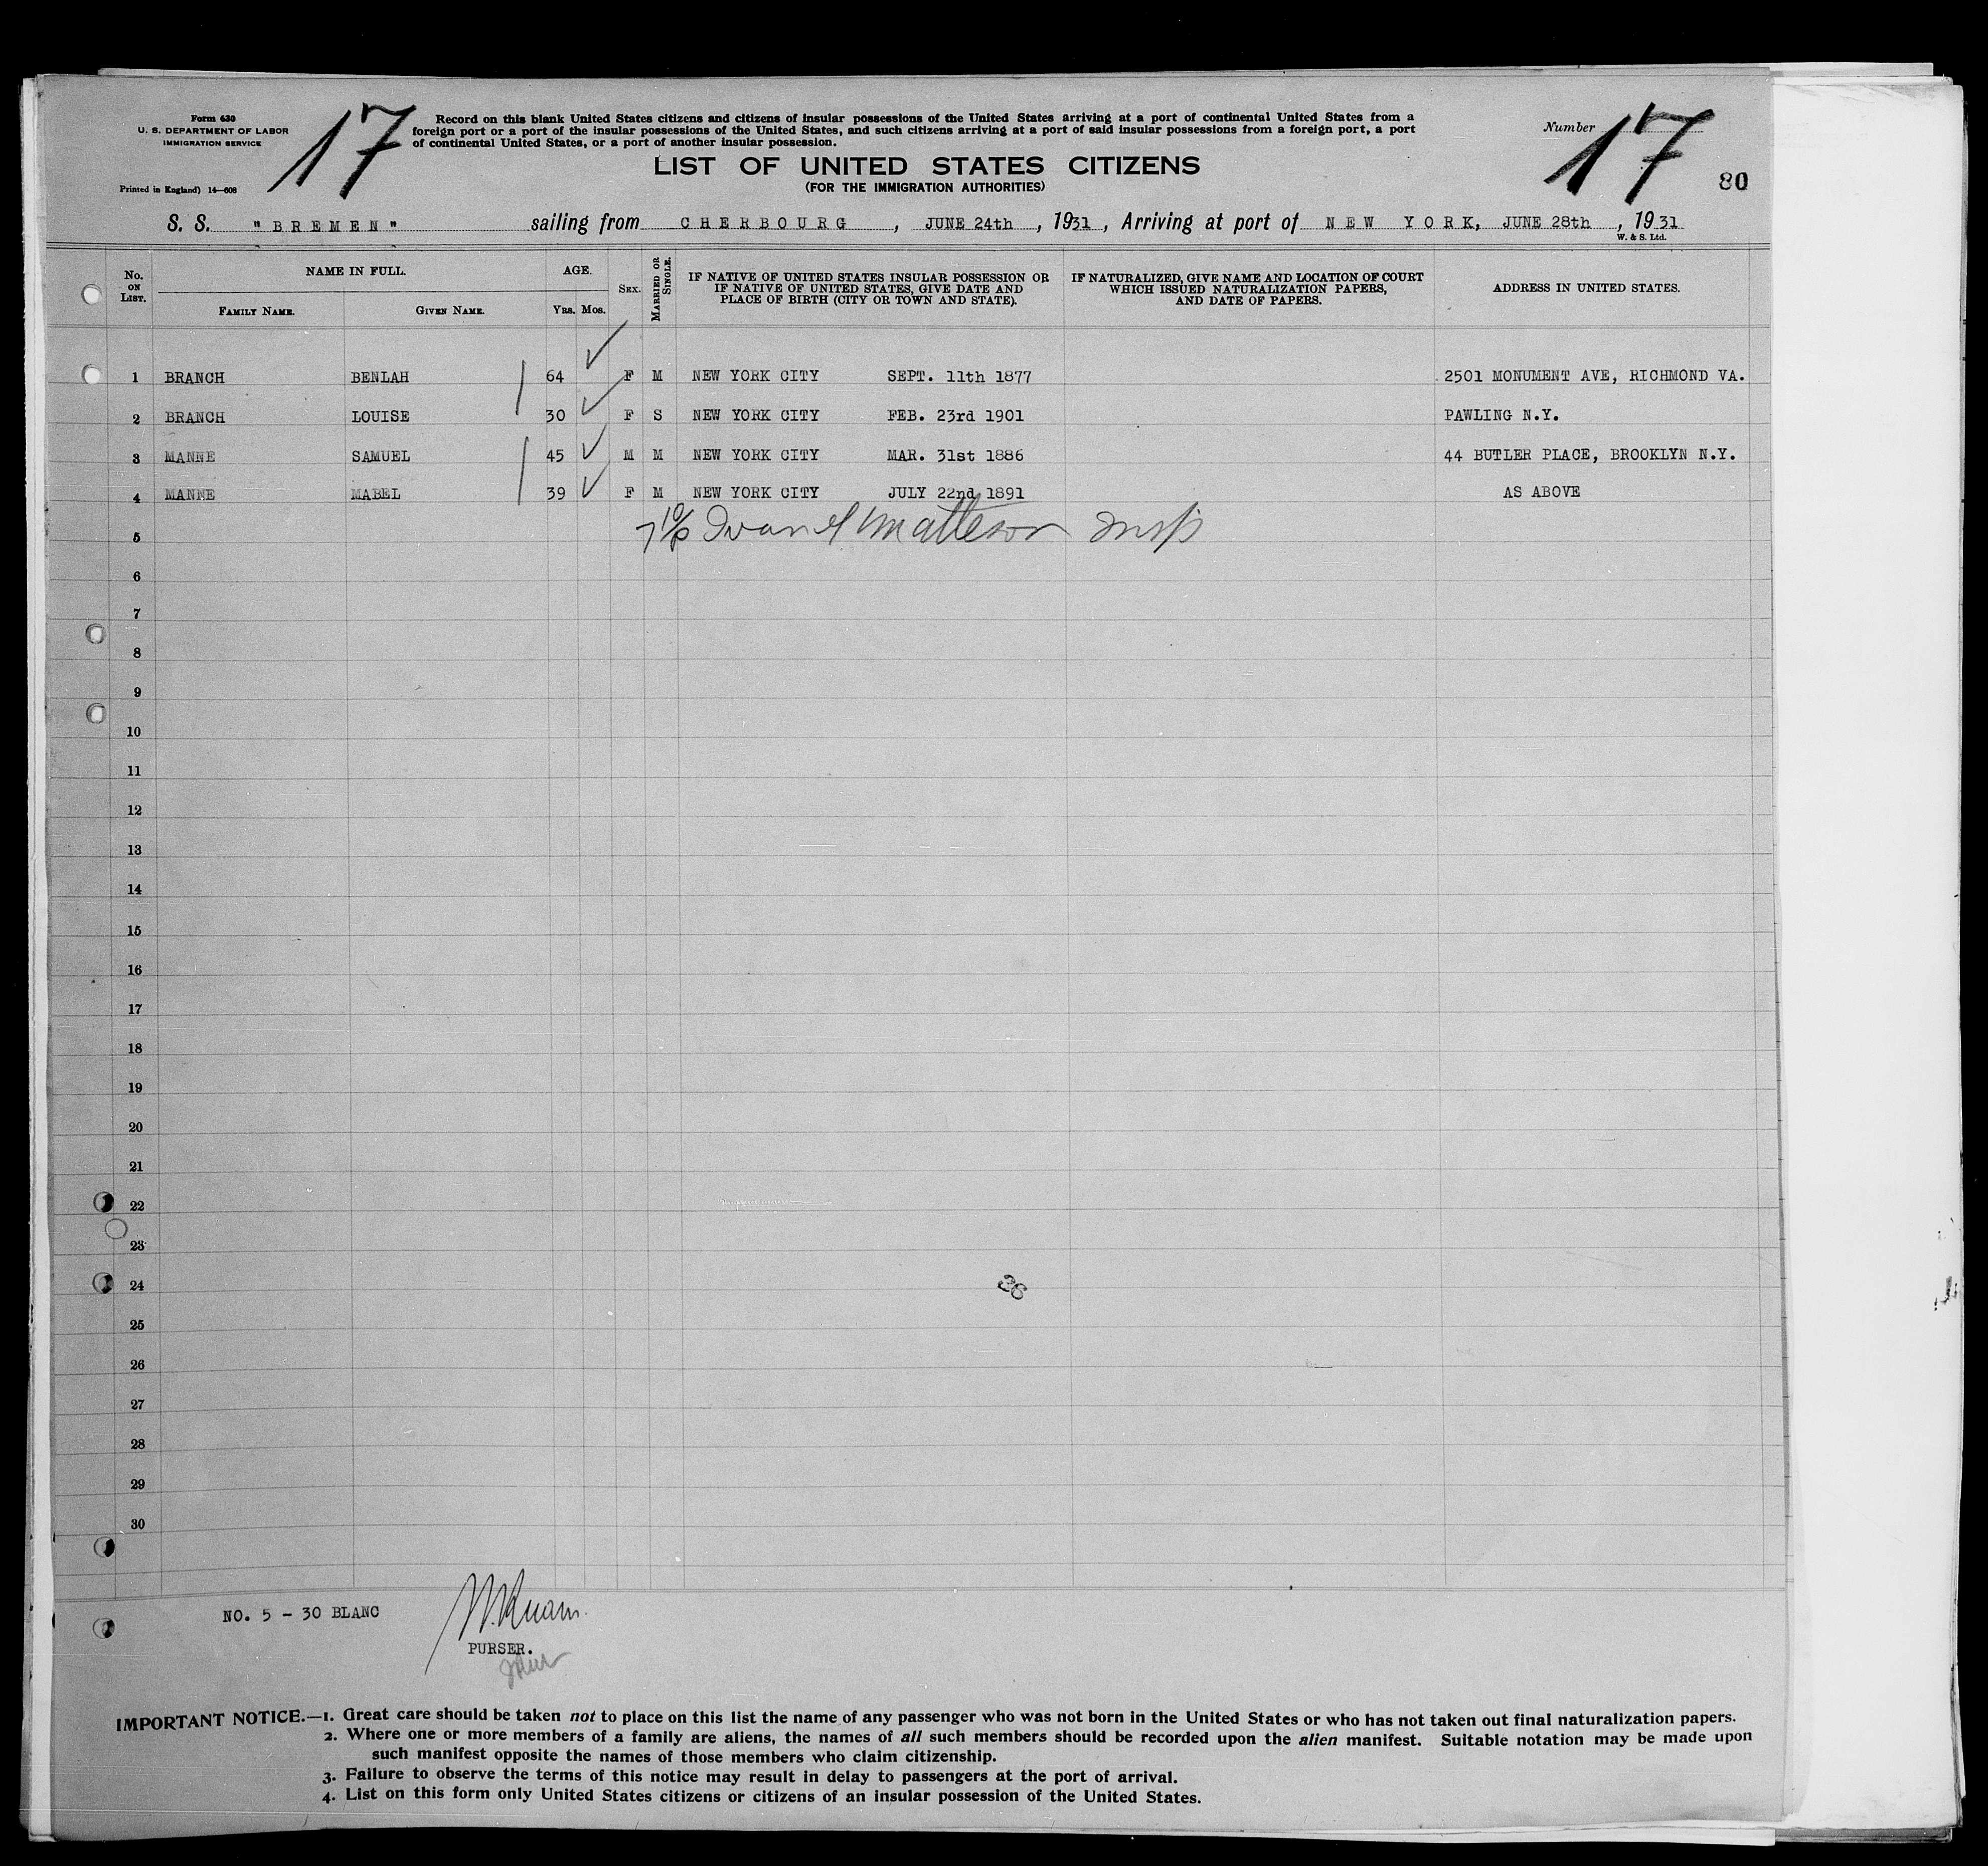 Form 630
U. S. DEPARTMENT OF LABOR
IMMIGRATION SERVICE
Printed in England) 14—608
17
Record on this blank United States citizens and citizens of insular possessions of the United States arriving at a port of continental United States from a
foreign port or a port of the insular possessions of the United States, and such citizens arriving at a port of said insular possessions from a foreign port, a port
of continental United States, or a port of another insular possession.
Number 17
80
LIST OF UNITED STATES CITIZENS
(FOR THE IMMIGRATION AUTHORITIES)
S. S. "BREMEN" sailing from CHERBOURG, JUNE 24th, 1931, Arriving at port of NEW YORK, JUNE 28th, 1931
W. & S. Ltd.
No. ON LIST. NAME IN FULL. AGE. SEX. MARRIED OR SINGLE. IF NATIVE OF UNITED STATES INSULAR POSSESSION OR IF NATIVE OF UNITED STATES, GIVE DATE AND PLACE OF BIRTH (CITY OR TOWN AND STATE). IF NATURALIZED, GIVE NAME AND LOCATION OF COURT WHICH ISSUED NATURALIZATION PAPERS, AND DATE OF PAPERS. ADDRESS IN UNITED STATES.
FAMILY NAME. GIVEN NAME. YRS. MOS.
1 BRANCH BENLAH 64 F M NEW YORK CITY SEPT. 11th 1877 2501 MONUMENT AVE, RICHMOND VA.
2 BRANCH LOUISE 30 F S NEW YORK CITY FEB. 23rd 1901 PAWLING N.Y.
3 MANNE SAMUEL 45 M M NEW YORK CITY MAR. 31st 1886 44 BUTLER PLACE, BROOKLYN N.Y.
4 MANNE MABEL 39 F M NEW YORK CITY JULY 22nd 1891 AS ABOVE
5 Matteson Insp
6
7
8
9
10
11
12
13
14
15
16
17
18
19
20
21
22
23
24
36
25
26
27
28
29
30
NO. 5 - 30 BLANC
PURSER.
IMPORTANT NOTICE.—1. Great care should be taken not to place on this list the name of any passenger who was not born in the United States or who has not taken out final naturalization papers.
2. Where one or more members of a family are aliens, the names of all such members should be recorded upon the alien manifest. Suitable notation may be made upon
such manifest opposite the names of those members who claim citizenship.
3. Failure to observe the terms of this notice may result in delay to passengers at the port of arrival.
4. List on this form only United States citizens or citizens of an insular possession of the United States.